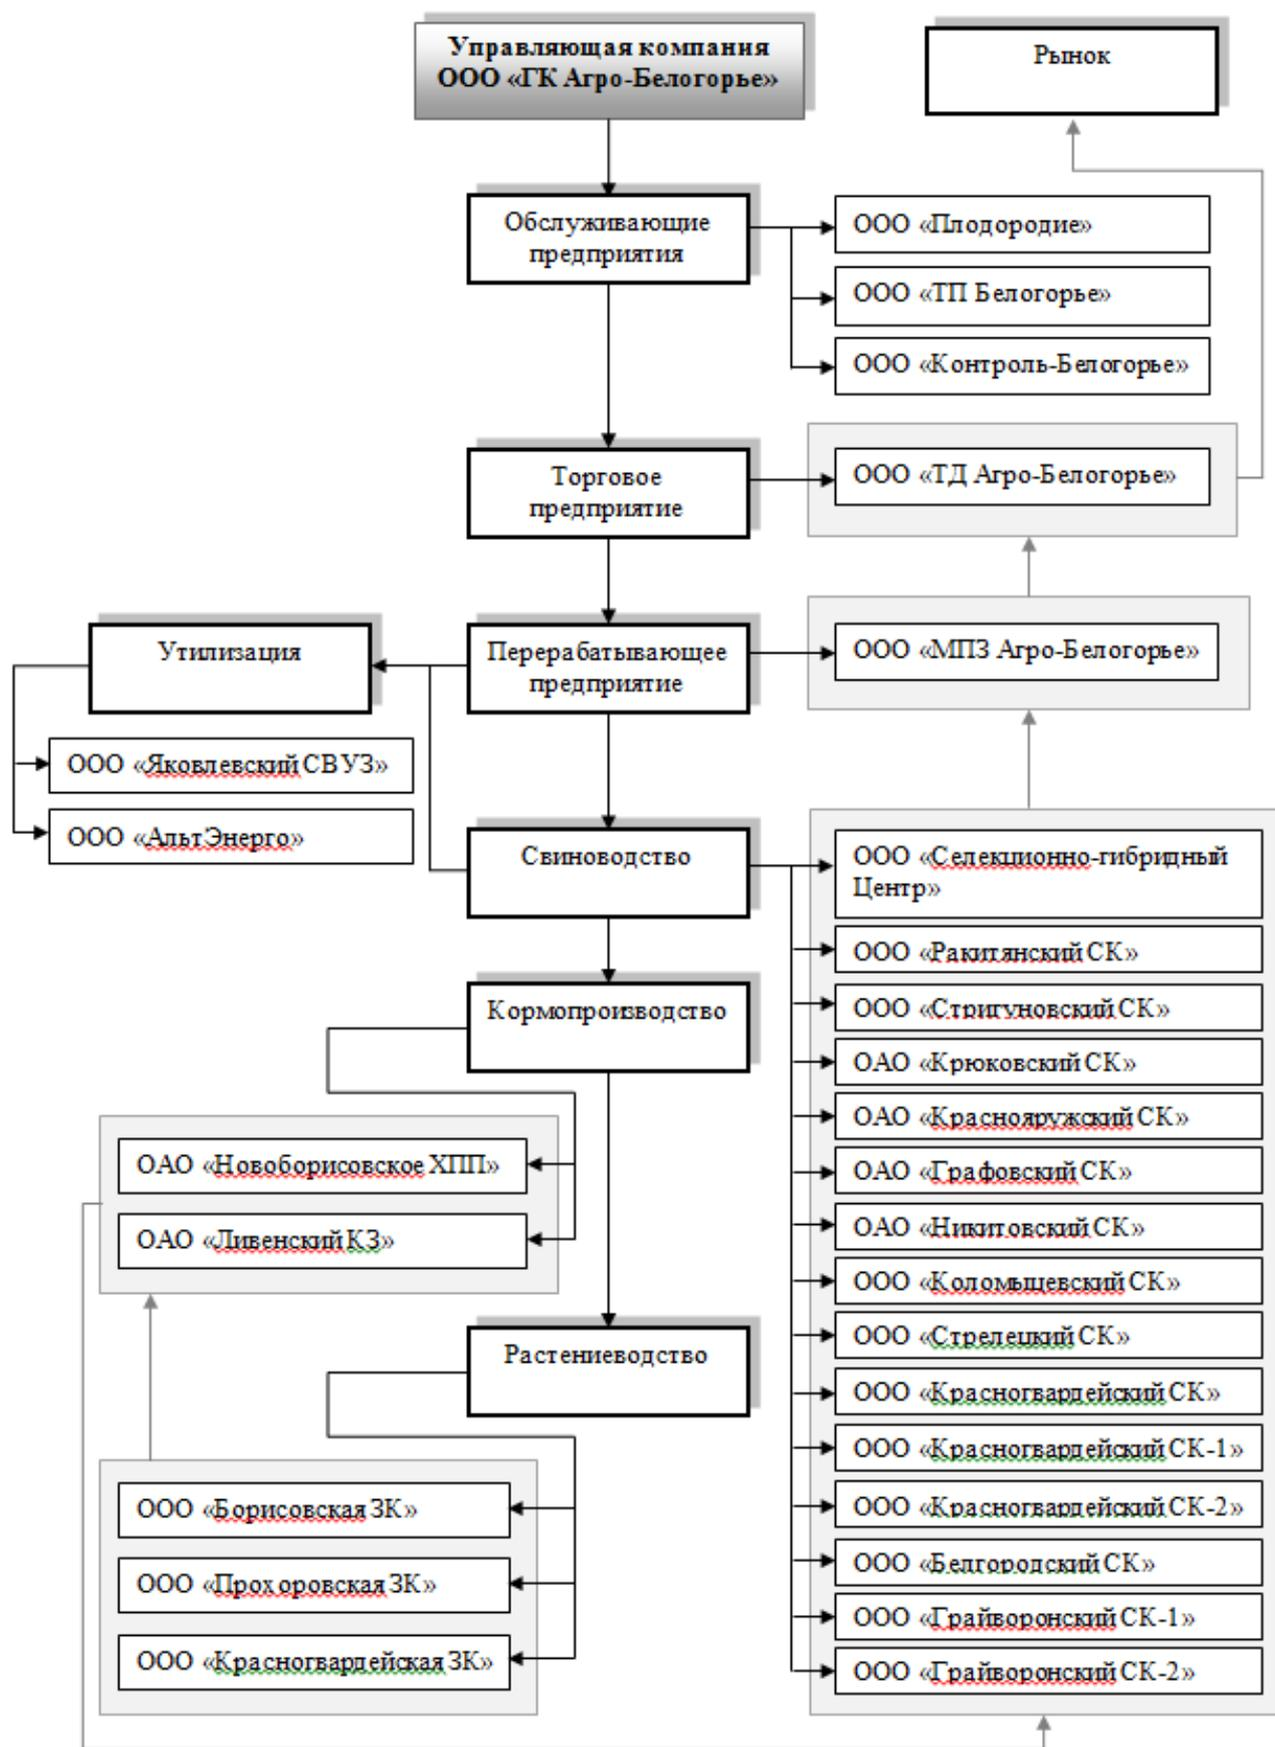 Управляющая компания
ООО «ГК Агро-Белогорье»
Рынок
Обслуживающие
предприятия
ООО «Плодородие»
ООО «ТП Белогорье»
ООО «Контроль-Белогорье»
Торговое
предприятие
ООО «ТД Агро-Белогорье»
Утилизация
Перерабатывающее
предприятие
ООО «МПЗ Агро-Белогорье»
ООО «Яковлевский СВУЗ»
ООО «АльтЭнерго»
Свиноводство
ООО «Селекционно-гибридный
Центр»
ООО «Ракитянский СК»
ООО «Стригуновский СК»
ОАО «Крюковский СК»
ОАО «Краснояружский СК»
ОАО «Графовский СК»
ОАО «Никитовский СК»
ООО «Коломыцевский СК»
ООО «Стрелецкий СК»
ООО «Красногвардейский СК»
ООО «Красногвардейский СК-1»
ООО «Красногвардейский СК-2»
ООО «Белгородский СК»
ООО «Грайворонский СК-1»
ООО «Грайворонский СК-2»
Кормопроизводство
ОАО «Новоборисовское ХПП»
ОАО «Ливенский КЗ»
Растениеводство
ООО «Борисовская ЗК»
ООО «Прохоровская ЗК»
ООО «Красногвардейская ЗК»